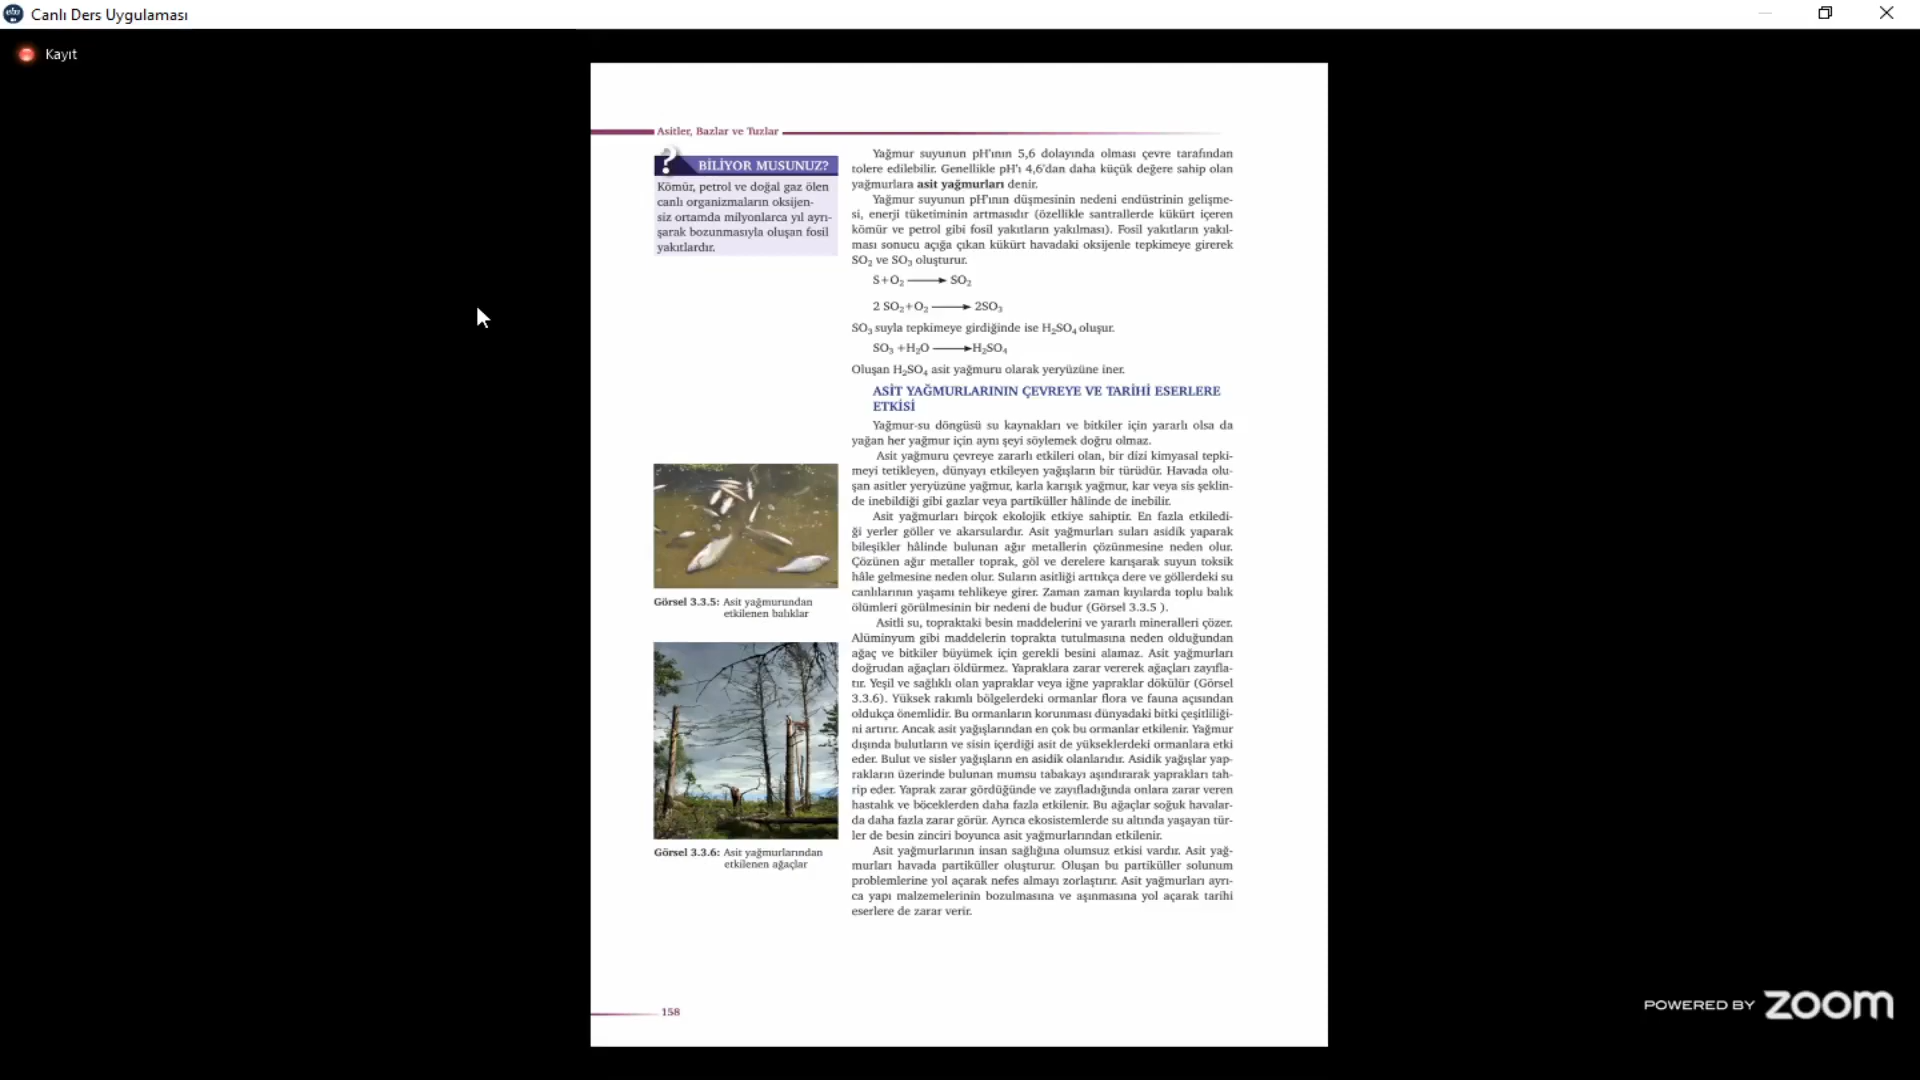 Canlı Ders Uygulaması
Kayıt
Asitler, Bazlar ve Tuzlar
? BİLİYOR MUSUNUZ?
Kömür, petrol ve doğal gaz ölen
canlı organizmaların oksijen-
siz ortamda milyonlarca yıl ayrı-
şarak bozunmasıyla oluşan fosil
yakıtlardır.
Yağmur suyunun pH'ının 5,6 dolayında olması çevre tarafından
tolere edilebilir. Genellikle pH'ı 4,6'dan daha küçük değere sahip olan
yağmurlara asit yağmurları denir.
Yağmur suyunun pH'ının düşmesinin nedeni endüstrinin gelişme-
si, enerji tüketiminin artmasıdır (özellikle santrallerde kükürt içeren
kömür ve petrol gibi fosil yakıtların yakılması). Fosil yakıtların yakıl-
ması sonucu açığa çıkan kükürt havadaki oksijenle tepkimeye girerek
SO₂ ve SO₃ oluşturur.
S+O₂ ⟶ SO₂
2 SO₂+O₂ ⟶ 2SO₃
SO₃ suyla tepkimeye girdiğinde ise H₂SO₄ oluşur.
SO₃ +H₂O ⟶H₂SO₄
Oluşan H₂SO₄ asit yağmuru olarak yeryüzüne iner.
ASİT YAĞMURLARININ ÇEVREYE VE TARİHİ ESERLERE
ETKİSİ
Yağmur-su döngüsü su kaynakları ve bitkiler için yararlı olsa da
yağan her yağmur için aynı şeyi söylemek doğru olmaz.
Asit yağmuru çevreye zararlı etkileri olan, bir dizi kimyasal tepki-
meyi tetikleyen, dünyayı etkileyen yağışların bir türüdür. Havada olu-
şan asitler yeryüzüne yağmur, karla karışık yağmur, kar veya sis şeklin-
de inebildiği gibi gazlar veya partiküller hâlinde de inebilir.
Asit yağmurları birçok ekolojik etkiye sahiptir. En fazla etkiledi-
ği yerler göller ve akarsulardır. Asit yağmurları suları asidik yaparak
bileşikler hâlinde bulunan ağır metallerin çözünmesine neden olur.
Çözünen ağır metaller toprak, göl ve derelere karışarak suyun toksik
hâle gelmesine neden olur. Suların asitliği arttıkça dere ve göllerdeki su
canlılarının yaşamı tehlikeye girer. Zaman zaman kıyılarda toplu balık
ölümleri görülmesinin bir nedeni de budur (Görsel 3.3.5 ).
Asitli su, topraktaki besin maddelerini ve yararlı mineralleri çözer.
Alüminyum gibi maddelerin toprakta tutulmasına neden olduğundan
ağaç ve bitkiler büyümek için gerekli besini alamaz. Asit yağmurları
doğrudan ağaçları öldürmez. Yapraklara zarar vererek ağaçları zayıfla-
tır. Yeşil ve sağlıklı olan yapraklar veya iğne yapraklar dökülür (Görsel
3.3.6). Yüksek rakımlı bölgelerdeki ormanlar flora ve fauna açısından
oldukça önemlidir. Bu ormanların korunması dünyadaki bitki çeşitliliği-
ni artırır. Ancak asit yağışlarından en çok bu ormanlar etkilenir. Yağmur
dışında bulutların ve sisin içerdiği asit de yükseklerdeki ormanlara etki
eder. Bulut ve sisler yağışların en asidik olanlarıdır. Asidik yağışlar yap-
rakların üzerinde bulunan mumsu tabakayı aşındırarak yaprakları tah-
rip eder. Yaprak zarar gördüğünde ve zayıfladığında onlara zarar veren
hastalık ve böceklerden daha fazla etkilenir. Bu ağaçlar soğuk havalar-
da daha fazla zarar görür. Ayrıca ekosistemlerde su altında yaşayan tür-
ler de besin zinciri boyunca asit yağmurlarından etkilenir.
Asit yağmurlarının insan sağlığına olumsuz etkisi vardır. Asit yağ-
murları havada partiküller oluşturur. Oluşan bu partiküller solunum
problemlerine yol açarak nefes almayı zorlaştırır. Asit yağmurları ayrı-
ca yapı malzemelerinin bozulmasına ve aşınmasına yol açarak tarihi
eserlere de zarar verir.
Görsel 3.3.5: Asit yağmurundan
etkilenen balıklar
Görsel 3.3.6: Asit yağmurlarından
etkilenen ağaçlar
158
POWERED BY zoom